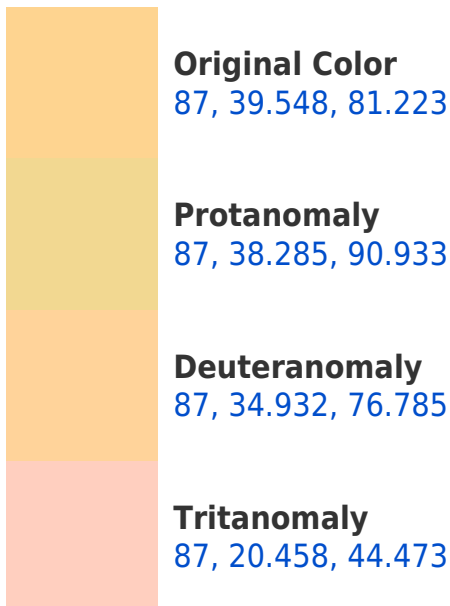 Original Color
87, 39.548, 81.223
Protanomaly
87, 38.285, 90.933
Deuteranomaly
87, 34.932, 76.785
Tritanomaly
87, 20.458, 44.473